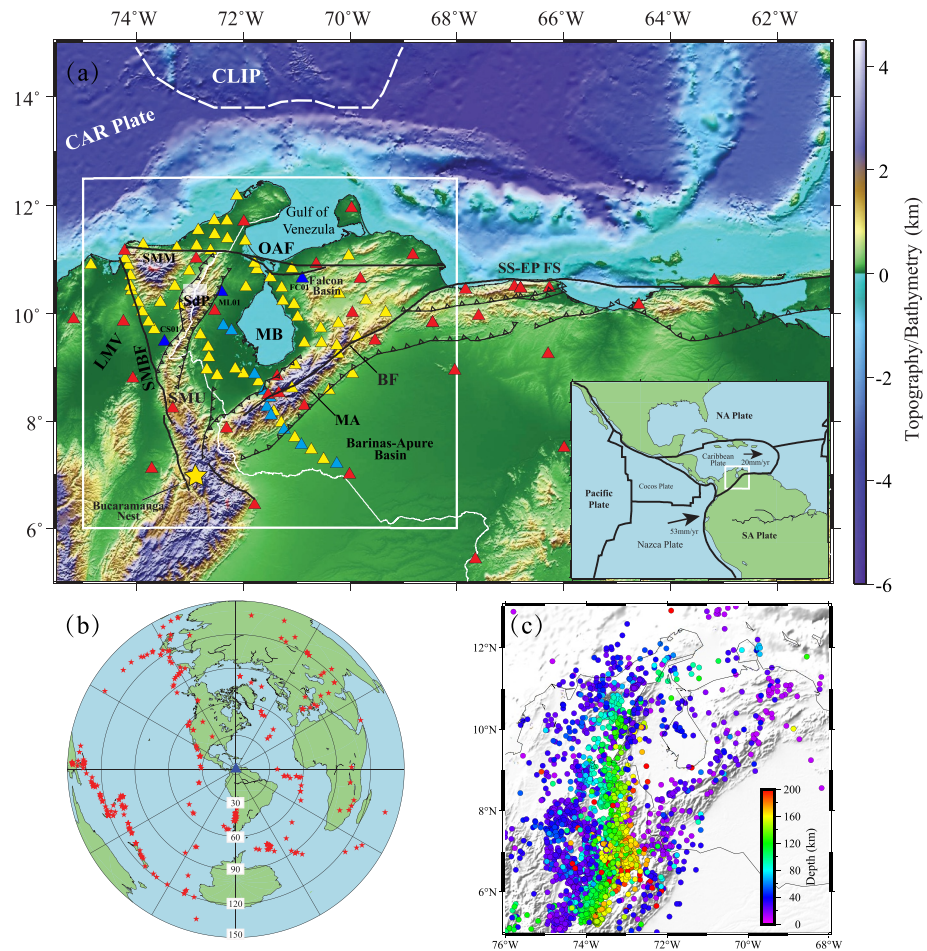 74°W 72°W 70°W 68°W 66°W 64°W 62°W
(a)
CLIP
CAR Plate
14°
12°
10°
8°
6°
Gulf of
Venezula
OAF
SMM
SdP
ML01
FC01
Falcon
Basin
SS-EP FS
CS01
MB
LMV
SMBF
BF
SMU
MA
Barinas-Apure
Basin
Bucaramanga
Nest
NA Plate
Caribbean
Plate
20mm/yr
Cocos Plate
Pacific
Plate
53mm/yr
Nazca Plate
SA Plate
4
2
0
-2
-4
-6
Topography/Bathymetry (km)
(b)
30
60
90
120
150
(c)
12°N
10°N
8°N
6°N
76°W 74°W 72°W 70°W 68°W
200
160
120
80
40
0
Depth (km)